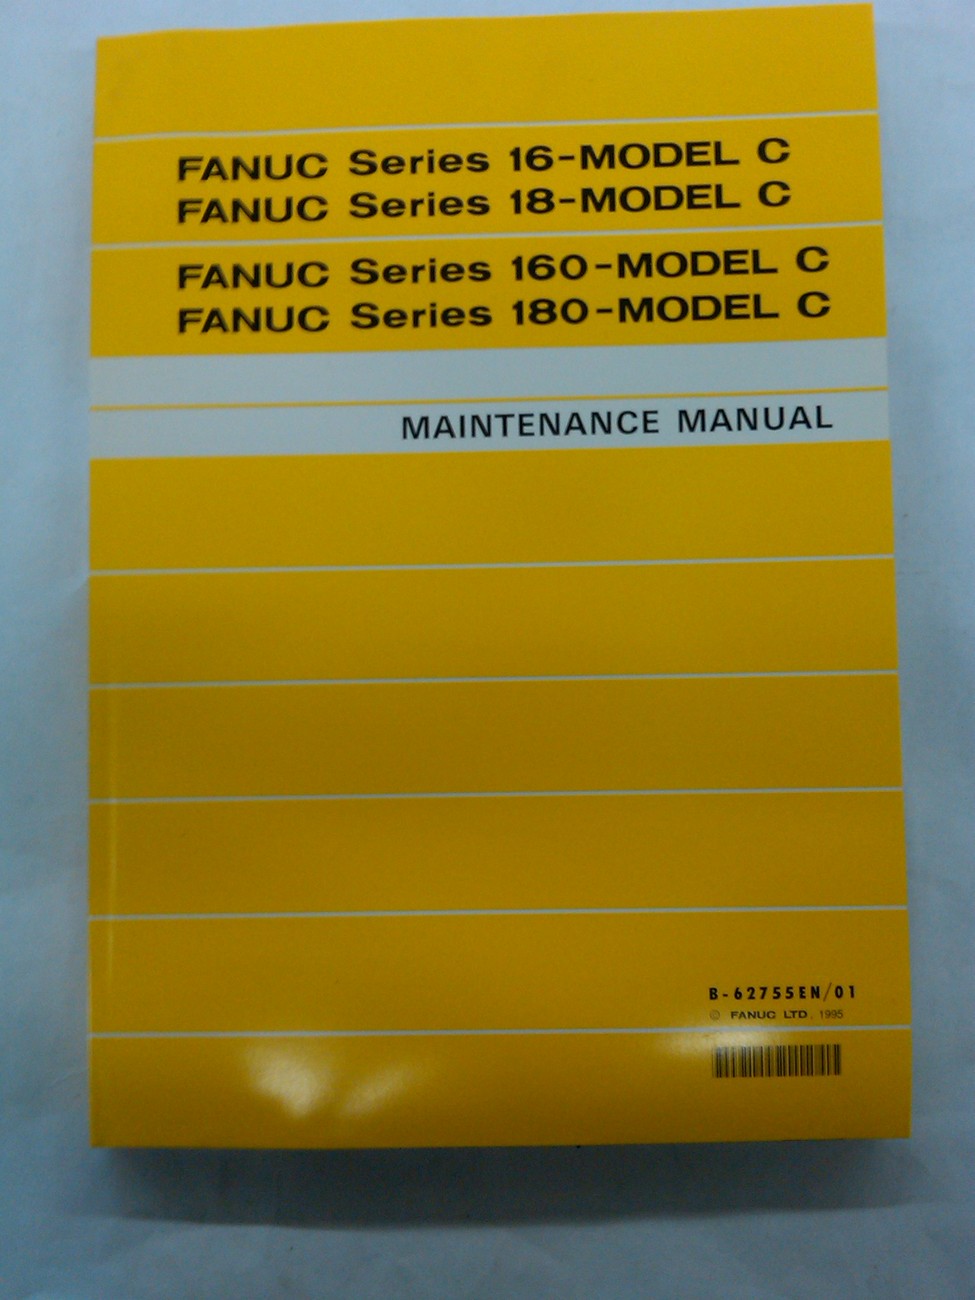 FANUC Series 16-MODEL C
FANUC Series 18-MODEL C
FANUC Series 160-MODEL C
FANUC Series 180-MODEL C
MAINTENANCE MANUAL
B-62755EN/01
© FANUC LTD, 1995